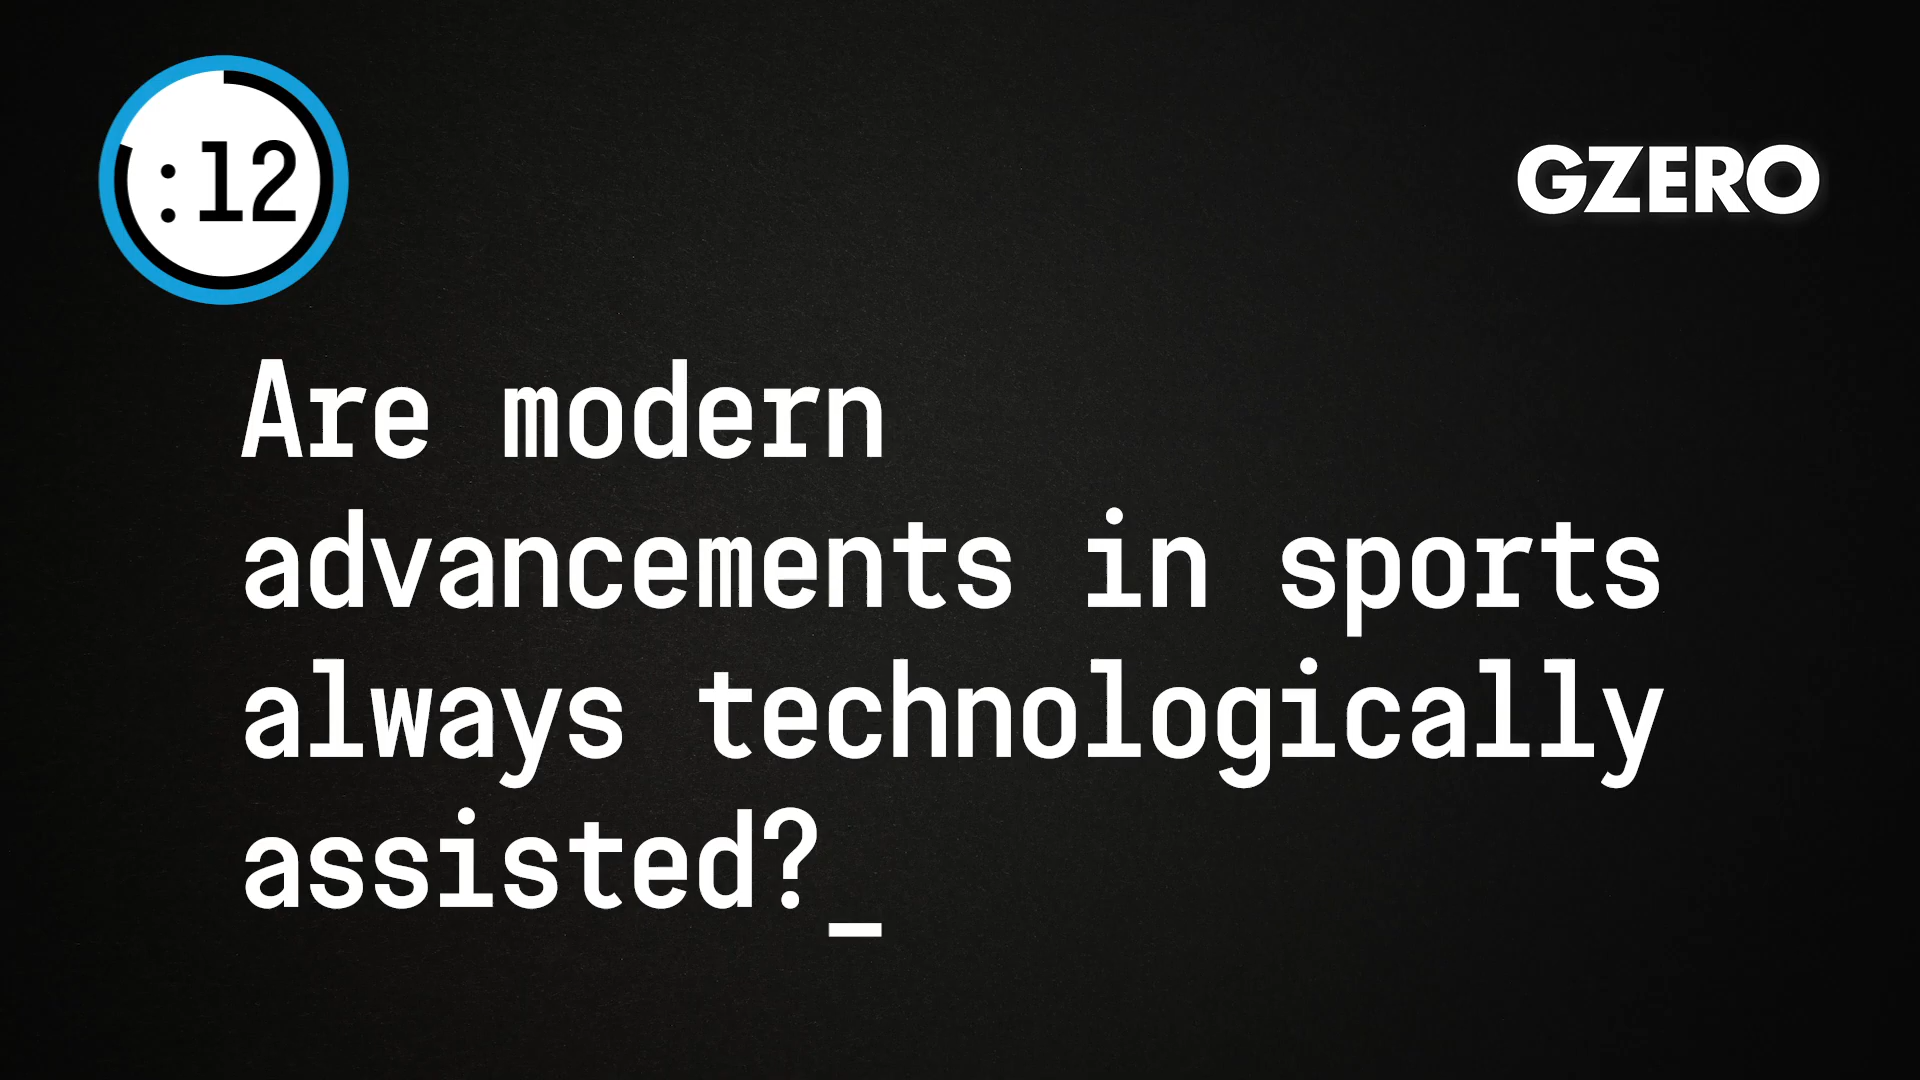 :12
GZERO
Are modern
advancements in sports
always technologically
assisted?_